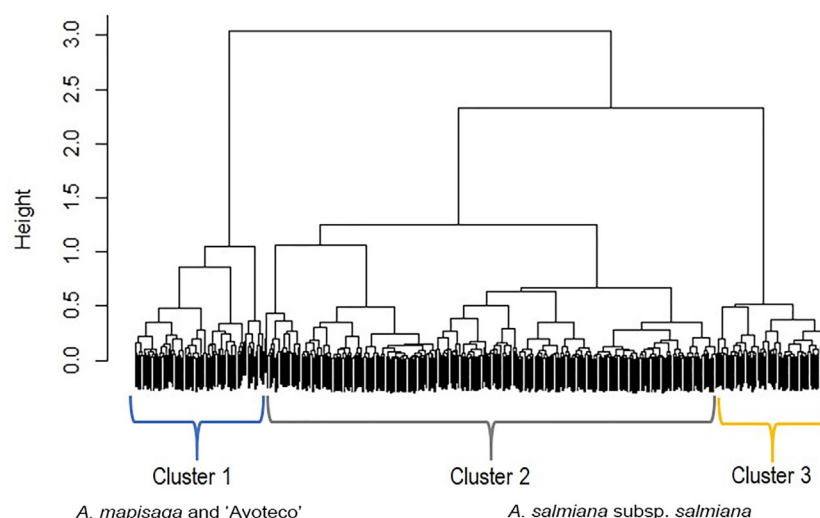 3.0
2.5
2.0
1.5
1.0
0.5
0.0
Height
Cluster 1
Cluster 2
Cluster 3
A. mapisaga and 'Ayoteco'
A. salmiana subsp. salmiana